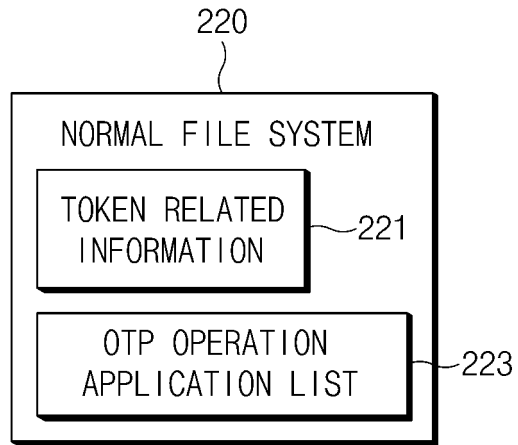 220
NORMAL FILE SYSTEM
TOKEN RELATED
INFORMATION
221
OTP OPERATION
APPLICATION LIST
223